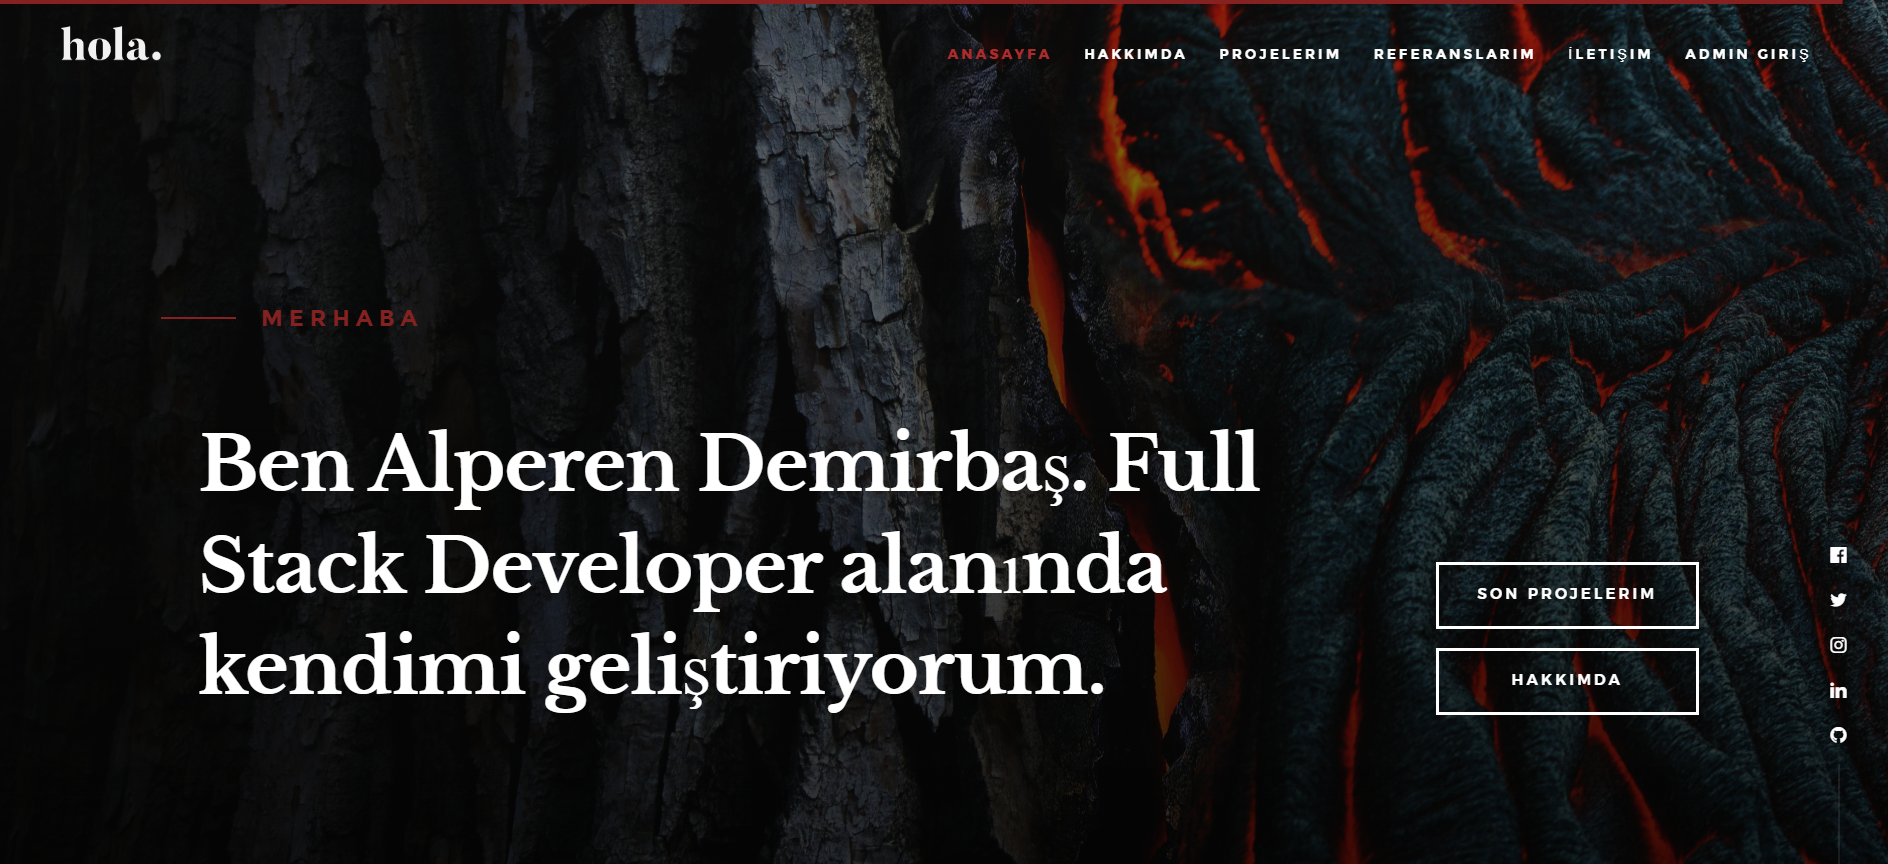 hola.
ANASAYFA HAKKIMDA PROJELERIM REFERANSLARIM İLETIŞIM ADMIN GIRIŞ
MERHABA
Ben Alperen Demirbaş. Full
Stack Developer alanında
kendimi geliştiriyorum.
SON PROJELERIM
HAKKIMDA